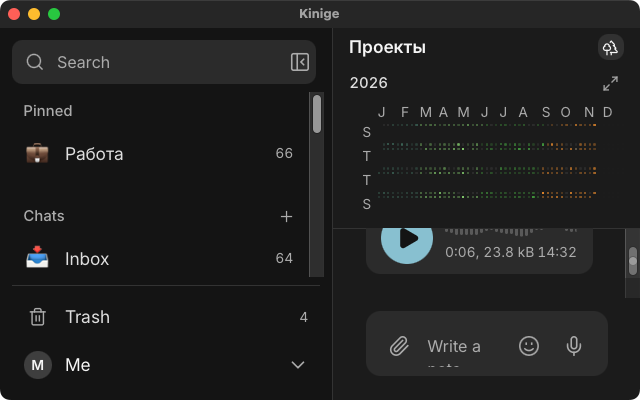 Kinige
Search
Pinned
Работа 66
Chats
Inbox 64
Trash 4
M Me
Проекты
2026
J F M A M J J A S O N D
S
T
T
S
0:06, 23.8 kB 14:32
Write a
note